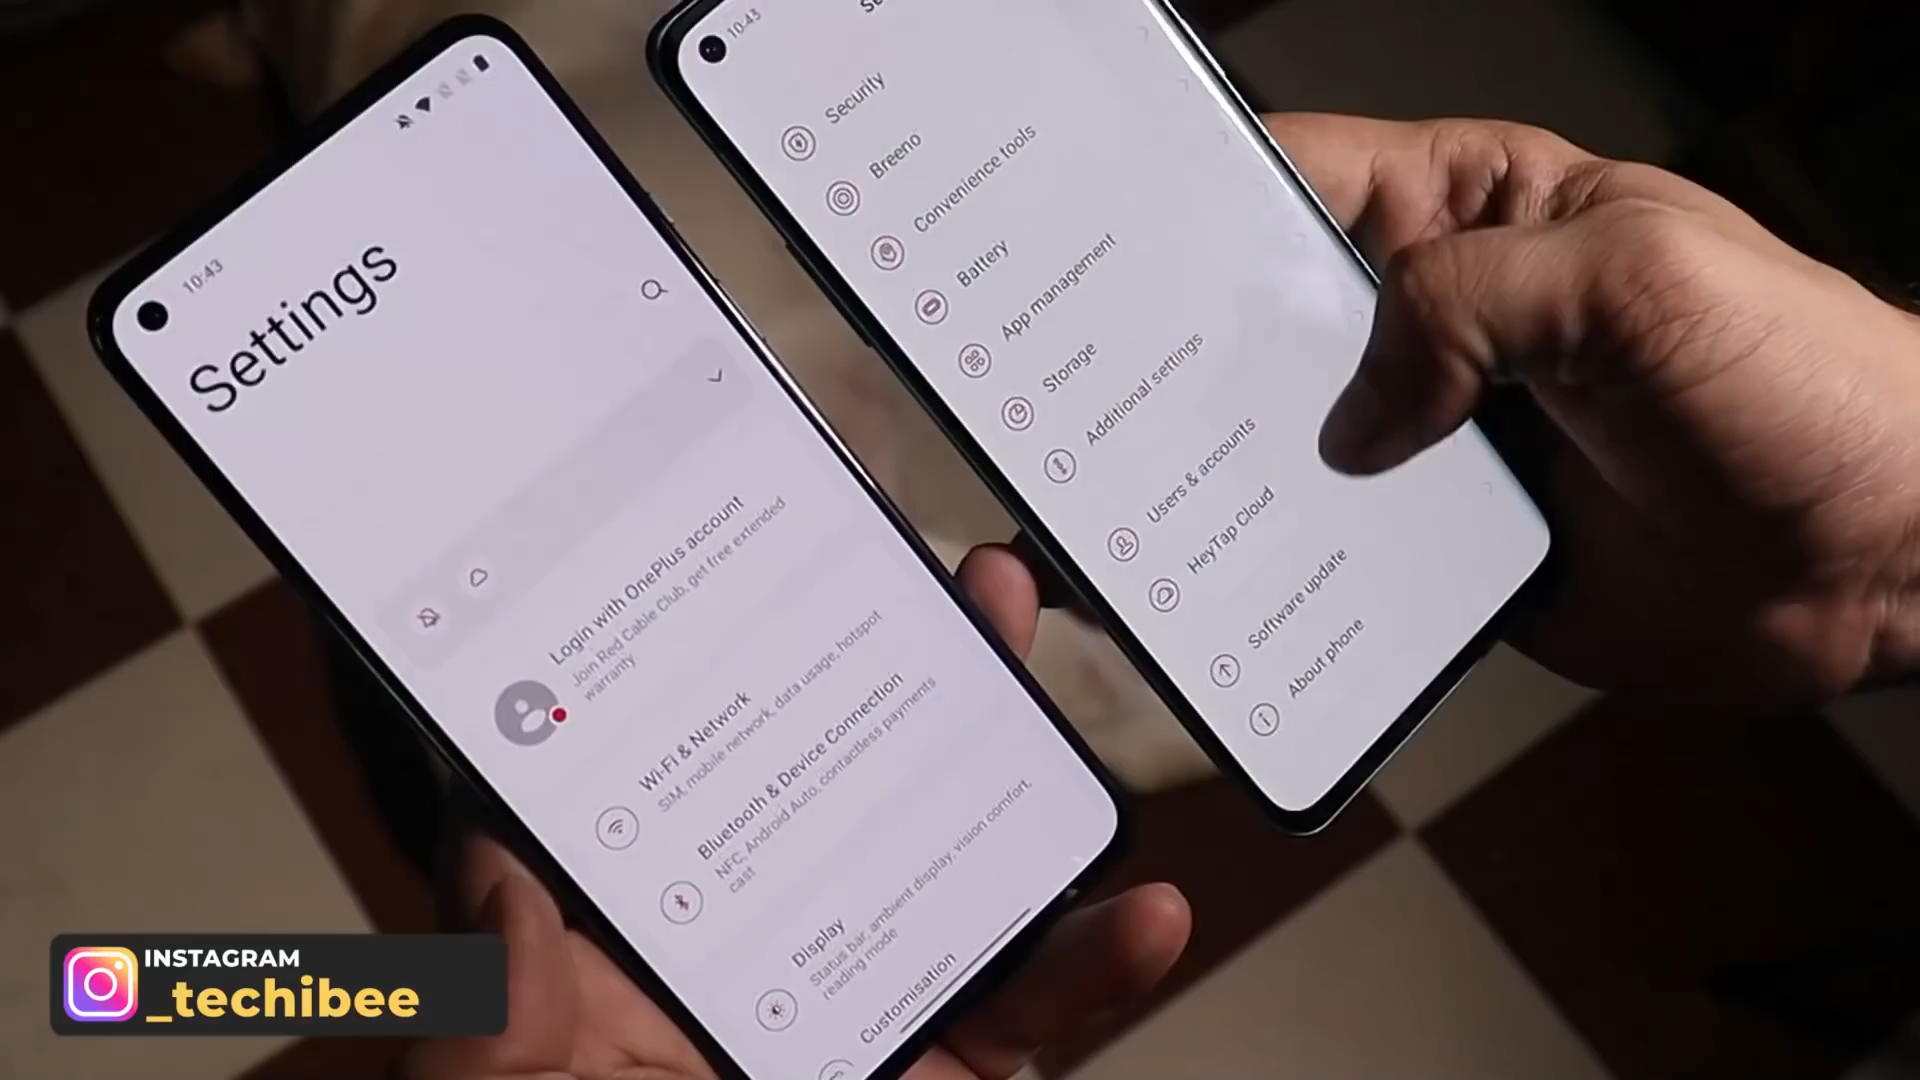 10:43
Settings
Login with OnePlus account
Join Red Cable Club, get free extended
warranty
Wi-Fi & Network
SIM, mobile network, data usage, hotspot
Bluetooth & Device Connection
NFC, Android Auto, contactless payments
cast
Display
Status bar, ambient display, vision comfort,
reading mode
Customisation
10:43
Security
Breeno
Convenience tools
Battery
App management
Storage
Additional settings
Users & accounts
HeyTap Cloud
Software update
About phone
INSTAGRAM
_techibee